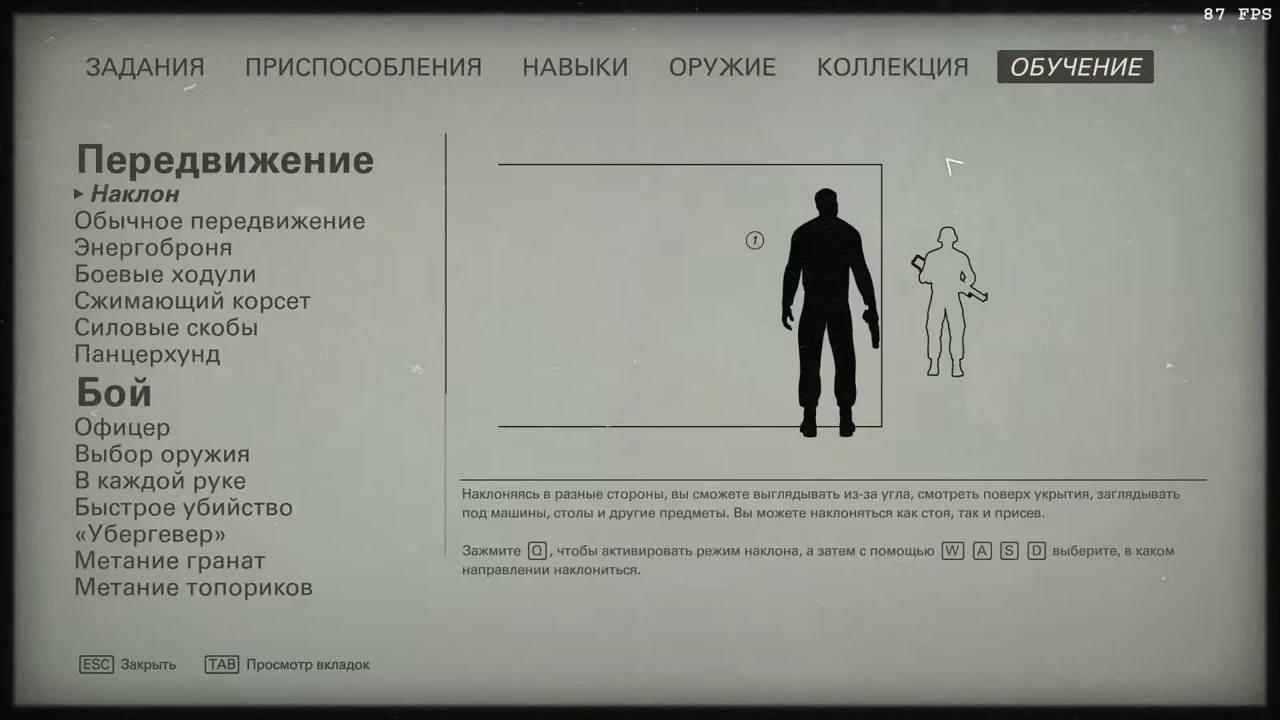 87 FPS
ЗАДАНИЯ ПРИСПОСОБЛЕНИЯ НАВЫКИ ОРУЖИЕ КОЛЛЕКЦИЯ ОБУЧЕНИЕ
Передвижение
Наклон
Обычное передвижение
Энергоброня
Боевые ходули
Сжимающий корсет
Силовые скобы
Панцерхунд
Бой
Офицер
Выбор оружия
В каждой руке
Быстрое убийство
«Убергевер»
Метание гранат
Метание топориков
1
Наклоняясь в разные стороны, вы сможете выглядывать из-за угла, смотреть поверх укрытия, заглядывать
под машины, столы и другие предметы. Вы можете наклоняться как стоя, так и присев.
Зажмите Q, чтобы активировать режим наклона, а затем с помощью W A S D выберите, в каком
направлении наклониться.
ESC Закрыть TAB Просмотр вкладок